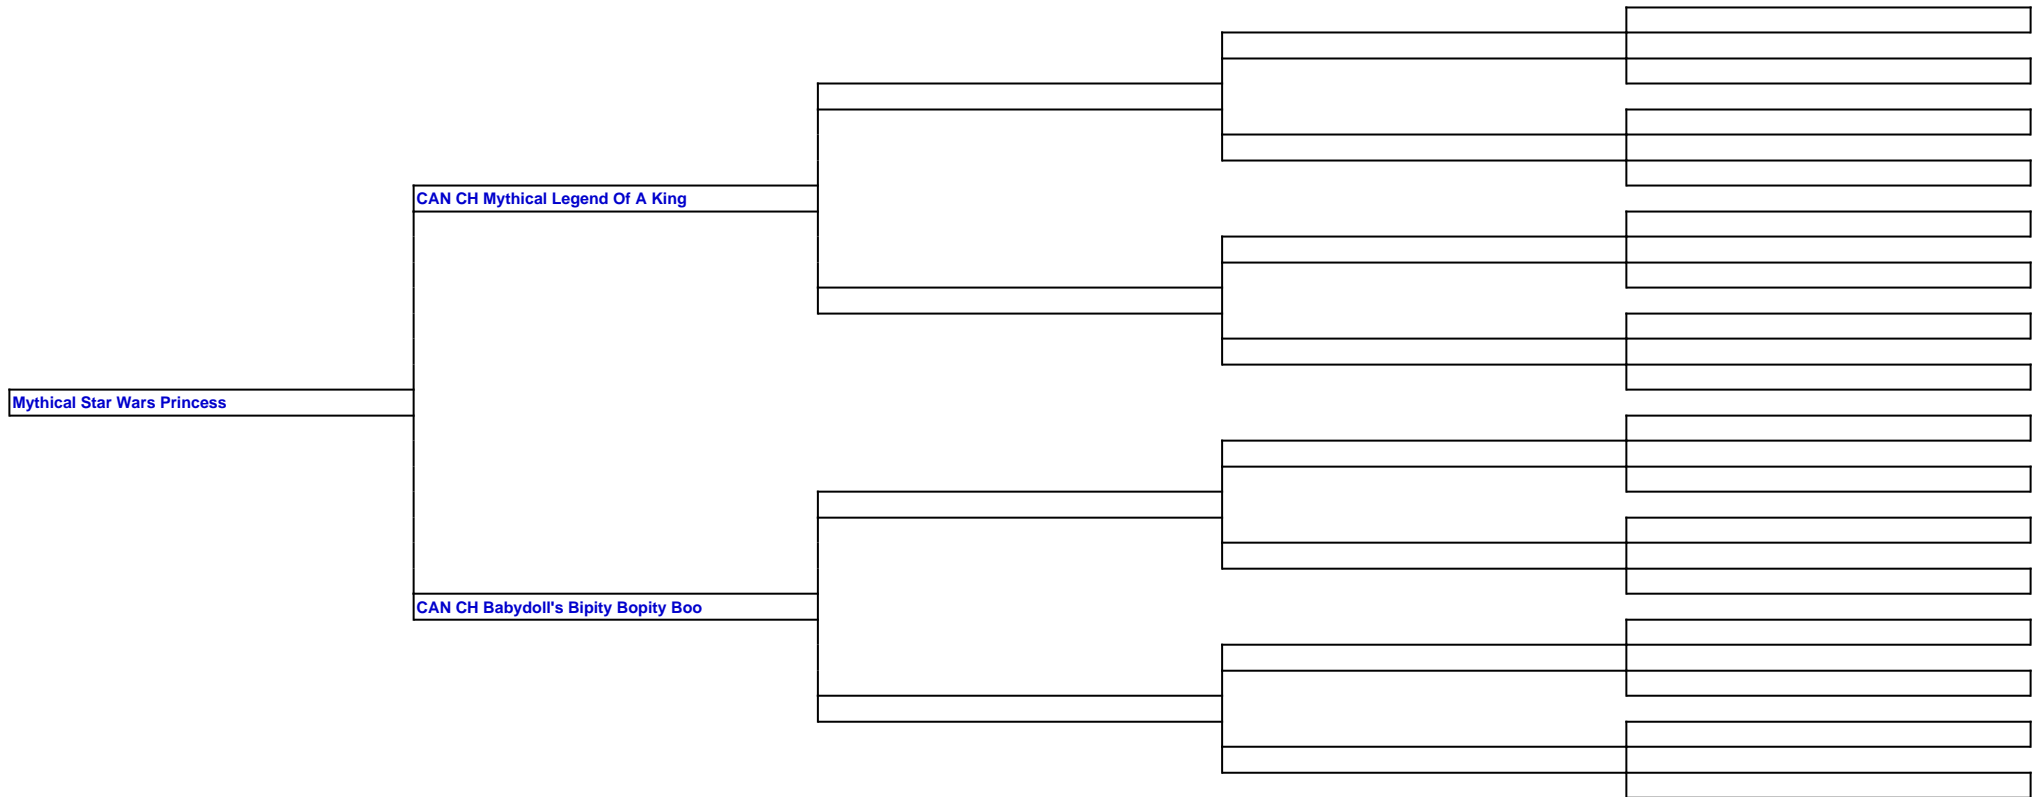 CAN CH Mythical Legend Of A King
Mythical Star Wars Princess
CAN CH Babydoll's Bipity Bopity Boo